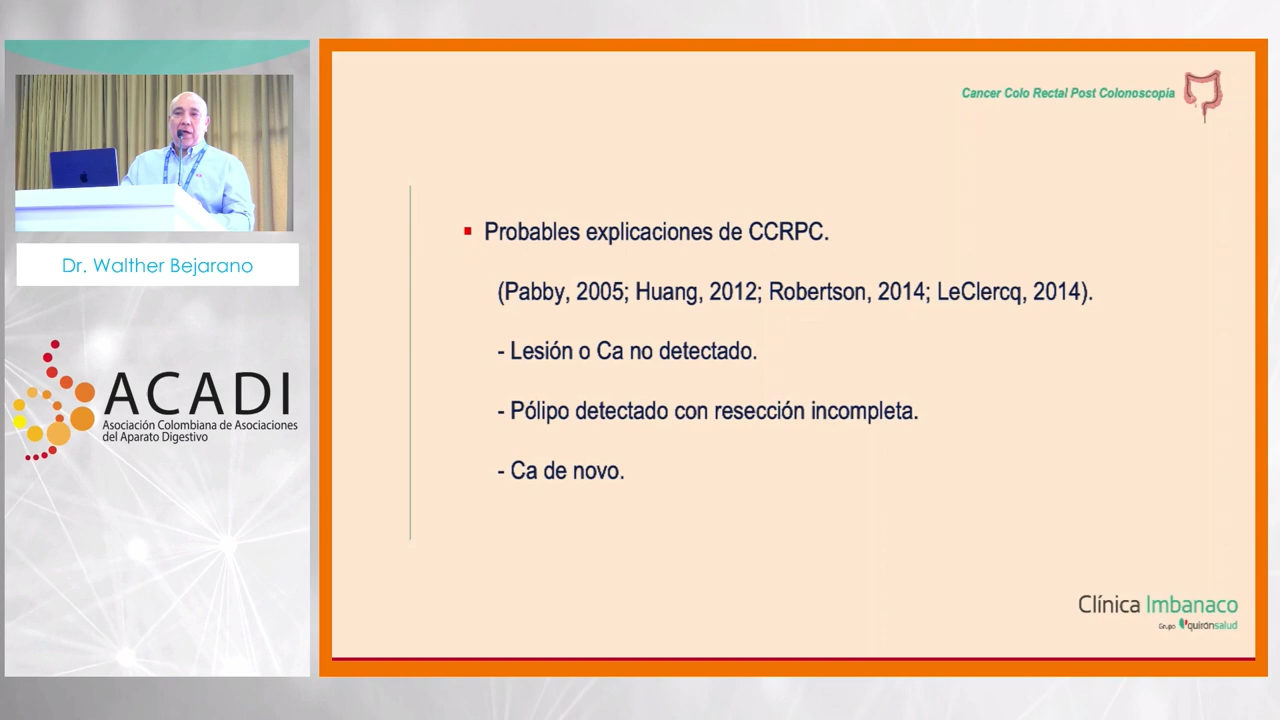 Dr. Walther Bejarano
ACADI
Asociación Colombiana de Asociaciones
del Aparato Digestivo
Cancer Colo Rectal Post Colonoscopía
▪ Probables explicaciones de CCRPC.
(Pabby, 2005; Huang, 2012; Robertson, 2014; LeClercq, 2014).
- Lesión o Ca no detectado.
- Pólipo detectado con resección incompleta.
- Ca de novo.
Clínica Imbanaco
Grupo quirónsalud